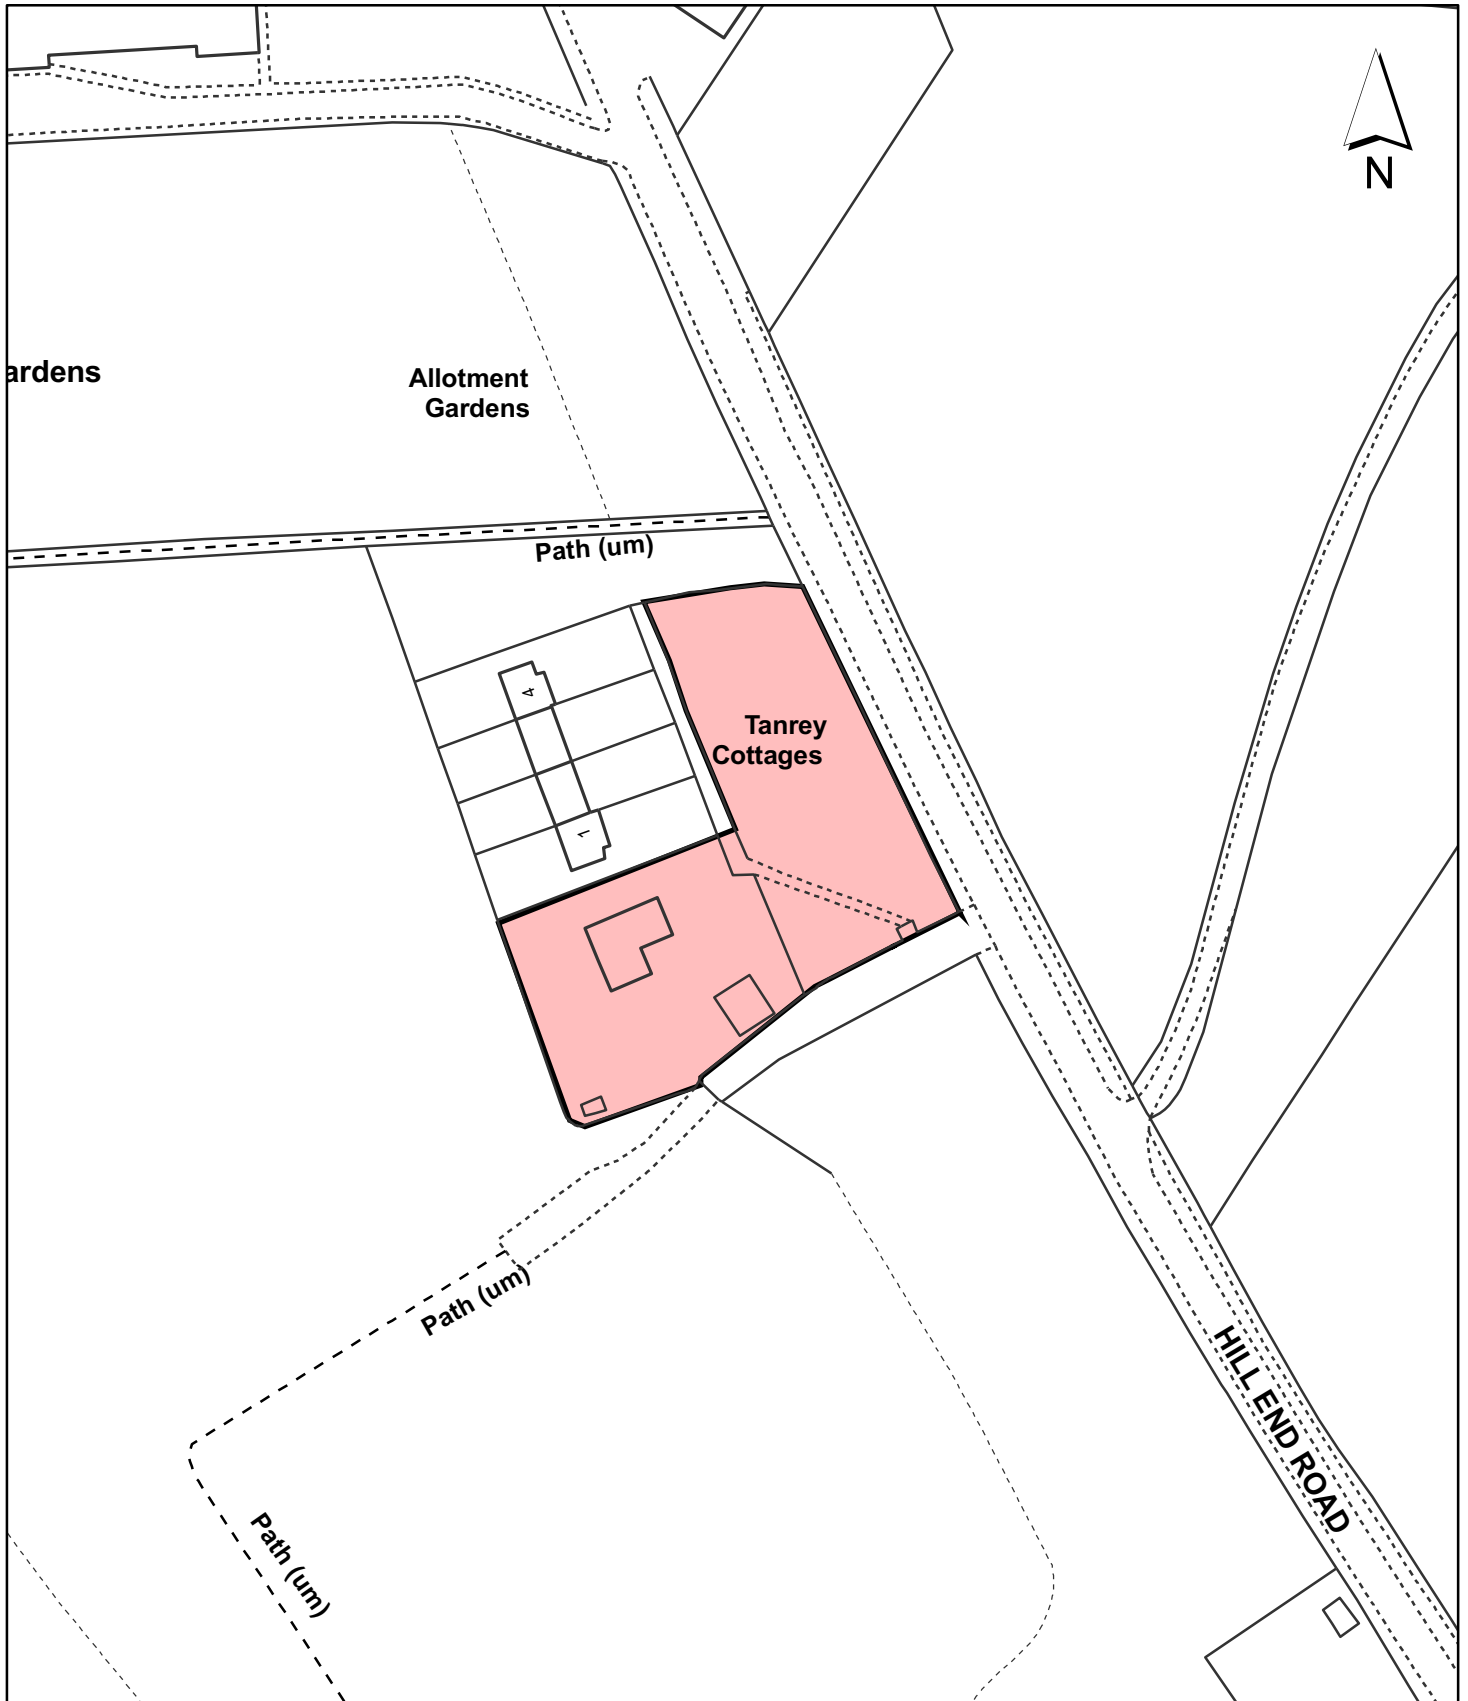 N
ardens
Allotment
Gardens
Path (um)
4
Tanrey
Cottages
1
Path (um)
HILL END ROAD
Path (um)